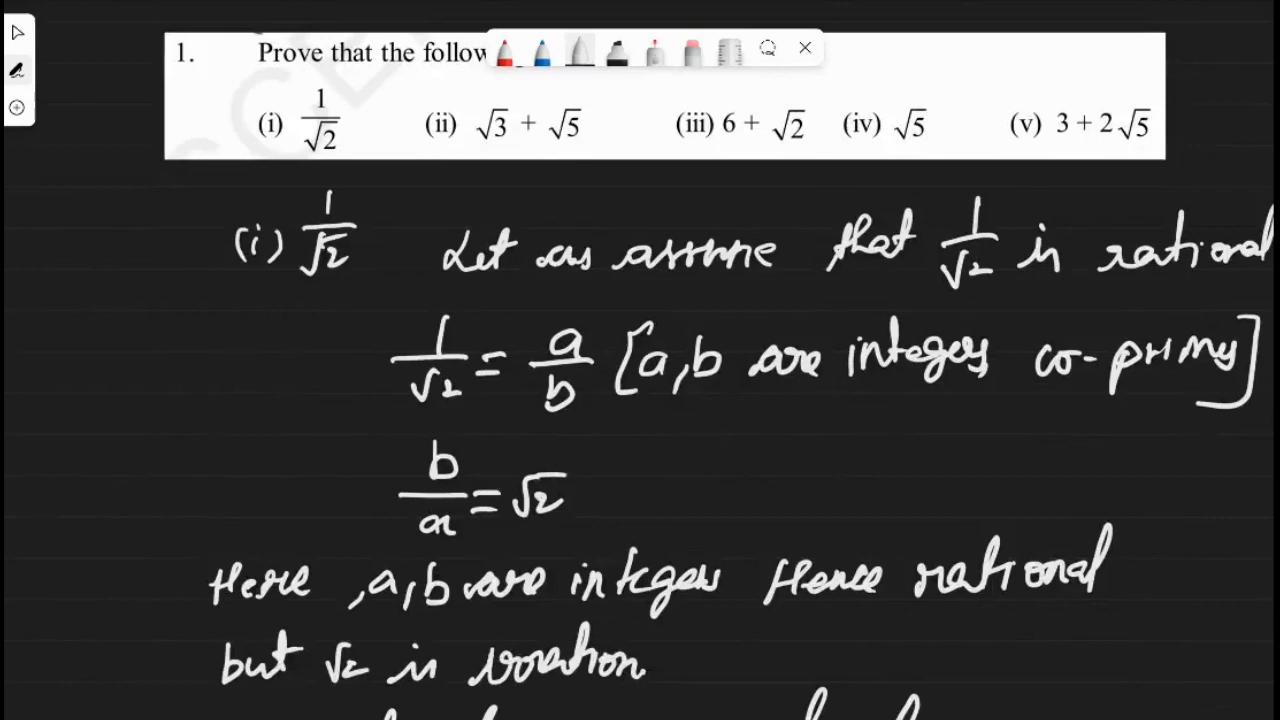 1. Prove that the follow
(i) 1/√2 (ii) √3 + √5 (iii) 6 + √2 (iv) √5 (v) 3 + 2√5
(i) 1/√2 Let us assume that 1/√2 is rational
1/√2 = a/b [a,b are integers co-primes]
b/a = √2
Here, a,b are integers Hence rational
but √2 is